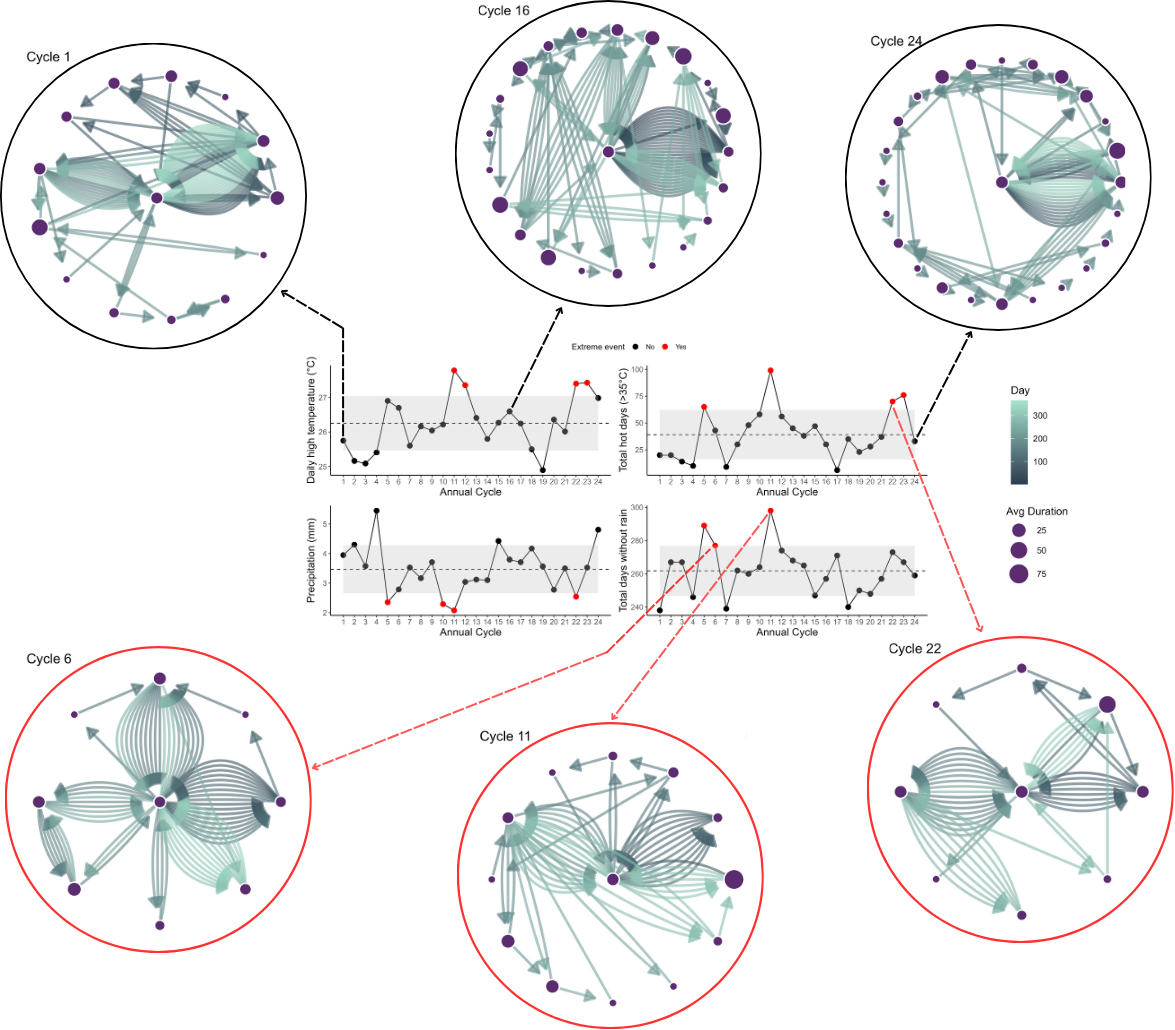 Cycle 1
Cycle 16
Cycle 24
Extreme event No Yes
Daily high temperature (°C)
27
26
25
1 2 3 4 5 6 7 8 9 10 11 12 13 14 15 16 17 18 19 20 21 22 23 24
Annual Cycle
Total hot days (>35°C)
100
75
50
25
1 2 3 4 5 6 7 8 9 10 11 12 13 14 15 16 17 18 19 20 21 22 23 24
Annual Cycle
Precipitation (mm)
5
4
3
2
1 2 3 4 5 6 7 8 9 10 11 12 13 14 15 16 17 18 19 20 21 22 23 24
Annual Cycle
Total days without rain
300
280
260
240
1 2 3 4 5 6 7 8 9 10 11 12 13 14 15 16 17 18 19 20 21 22 23 24
Annual Cycle
Day
300
200
100
Avg Duration
25
50
75
Cycle 6
Cycle 11
Cycle 22